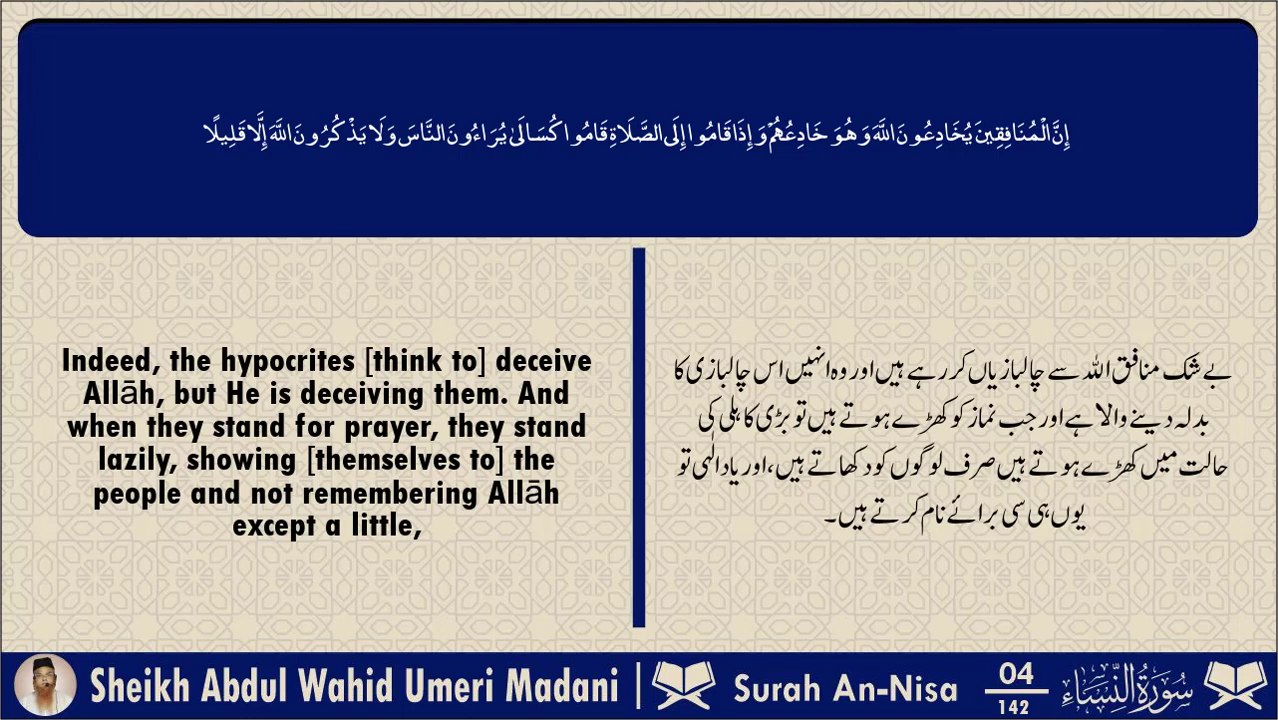 إِنَّ الْمُنَافِقِينَ يُخَادِعُونَ اللَّهَ وَهُوَ خَادِعُهُمْ وَإِذَا قَامُوا إِلَى الصَّلَاةِ قَامُوا كُسَالَىٰ يُرَاءُونَ النَّاسَ وَلَا يَذْكُرُونَ اللَّهَ إِلَّا قَلِيلًا
Indeed, the hypocrites [think to] deceive
Allāh, but He is deceiving them. And
when they stand for prayer, they stand
lazily, showing [themselves to] the
people and not remembering Allāh
except a little,
بے شک منافق اللہ سے چالبازیاں کر رہے ہیں اور وہ انہیں اس چالبازی کا
بدلہ دینے والا ہے اور جب نماز کو کھڑے ہوتے ہیں تو بڑی کاہلی کی
حالت میں کھڑے ہوتے ہیں صرف لوگوں کو دکھاتے ہیں، اور یاد الٰہی تو
یوں ہی سی برائے نام کرتے ہیں۔
Sheikh Abdul Wahid Umeri Madani |
Surah An-Nisa
04
142
سُورَةُ النِّسَاء